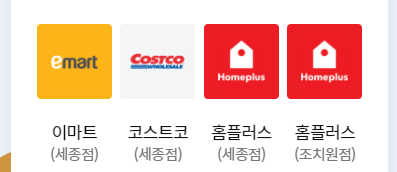 emart
COSTCO
WHOLESALE
Homeplus
Homeplus
이마트
(세종점)
코스트코
(세종점)
홈플러스
(세종점)
홈플러스
(조치원점)